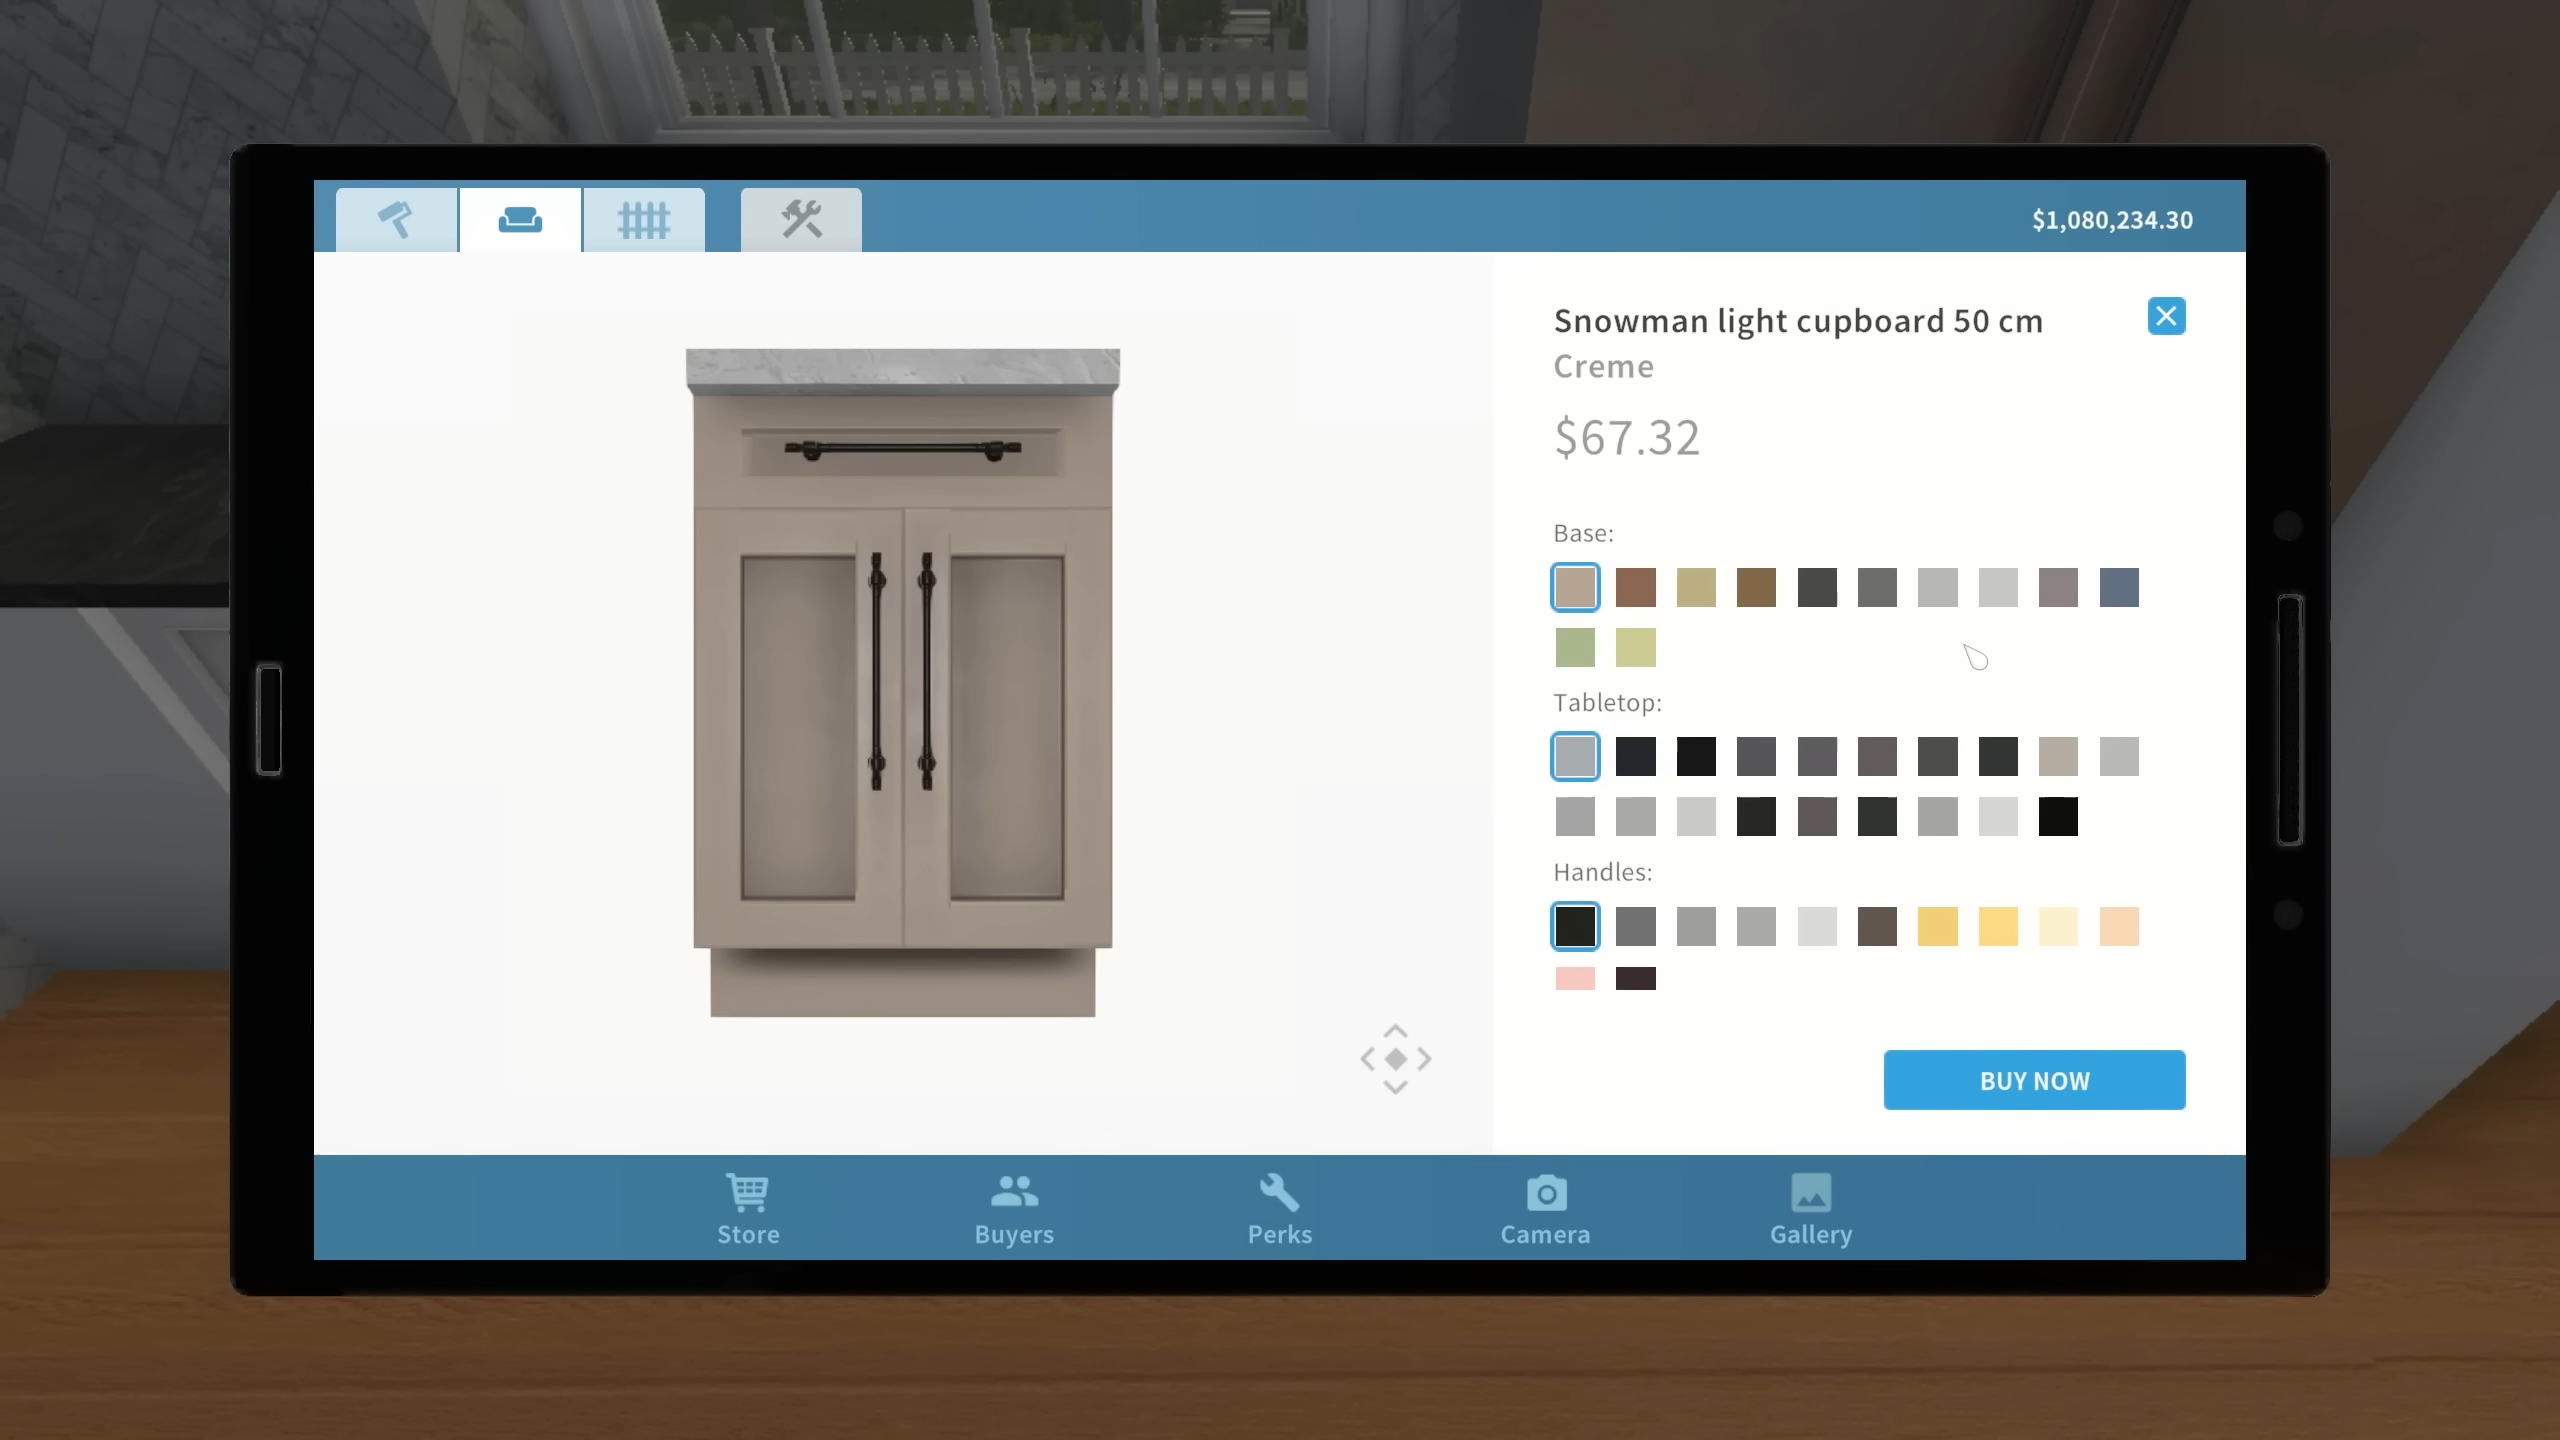 $1,080,234.30
Snowman light cupboard 50 cm
Creme
$67.32
Base:
Tabletop:
Handles:
BUY NOW
Store
Buyers
Perks
Camera
Gallery